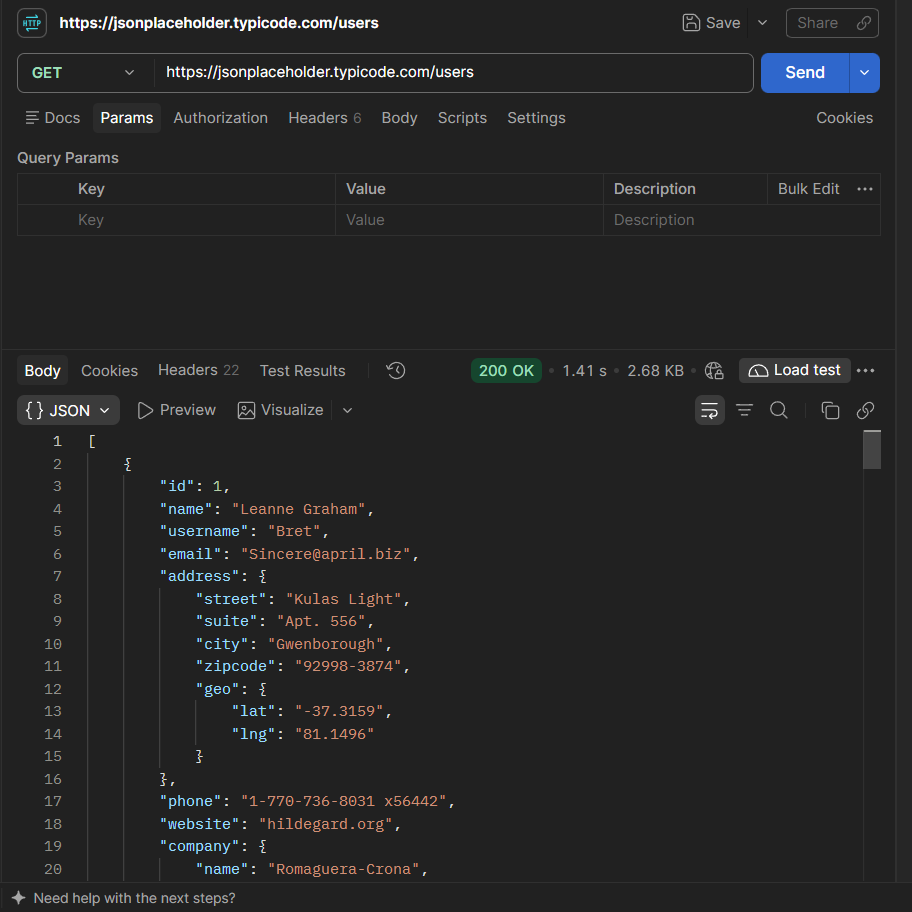 HTTP https://jsonplaceholder.typicode.com/users Save Share
GET https://jsonplaceholder.typicode.com/users Send
Docs Params Authorization Headers 6 Body Scripts Settings Cookies
Query Params
Key Value Description Bulk Edit
Key Value Description
Body Cookies Headers 22 Test Results 200 OK • 1.41 s • 2.68 KB • Load test
{} JSON Preview Visualize
1 [
2 {
3 "id": 1,
4 "name": "Leanne Graham",
5 "username": "Bret",
6 "email": "Sincere@april.biz",
7 "address": {
8 "street": "Kulas Light",
9 "suite": "Apt. 556",
10 "city": "Gwenborough",
11 "zipcode": "92998-3874",
12 "geo": {
13 "lat": "-37.3159",
14 "lng": "81.1496"
15 }
16 },
17 "phone": "1-770-736-8031 x56442",
18 "website": "hildegard.org",
19 "company": {
20 "name": "Romaguera-Crona",
Need help with the next steps?